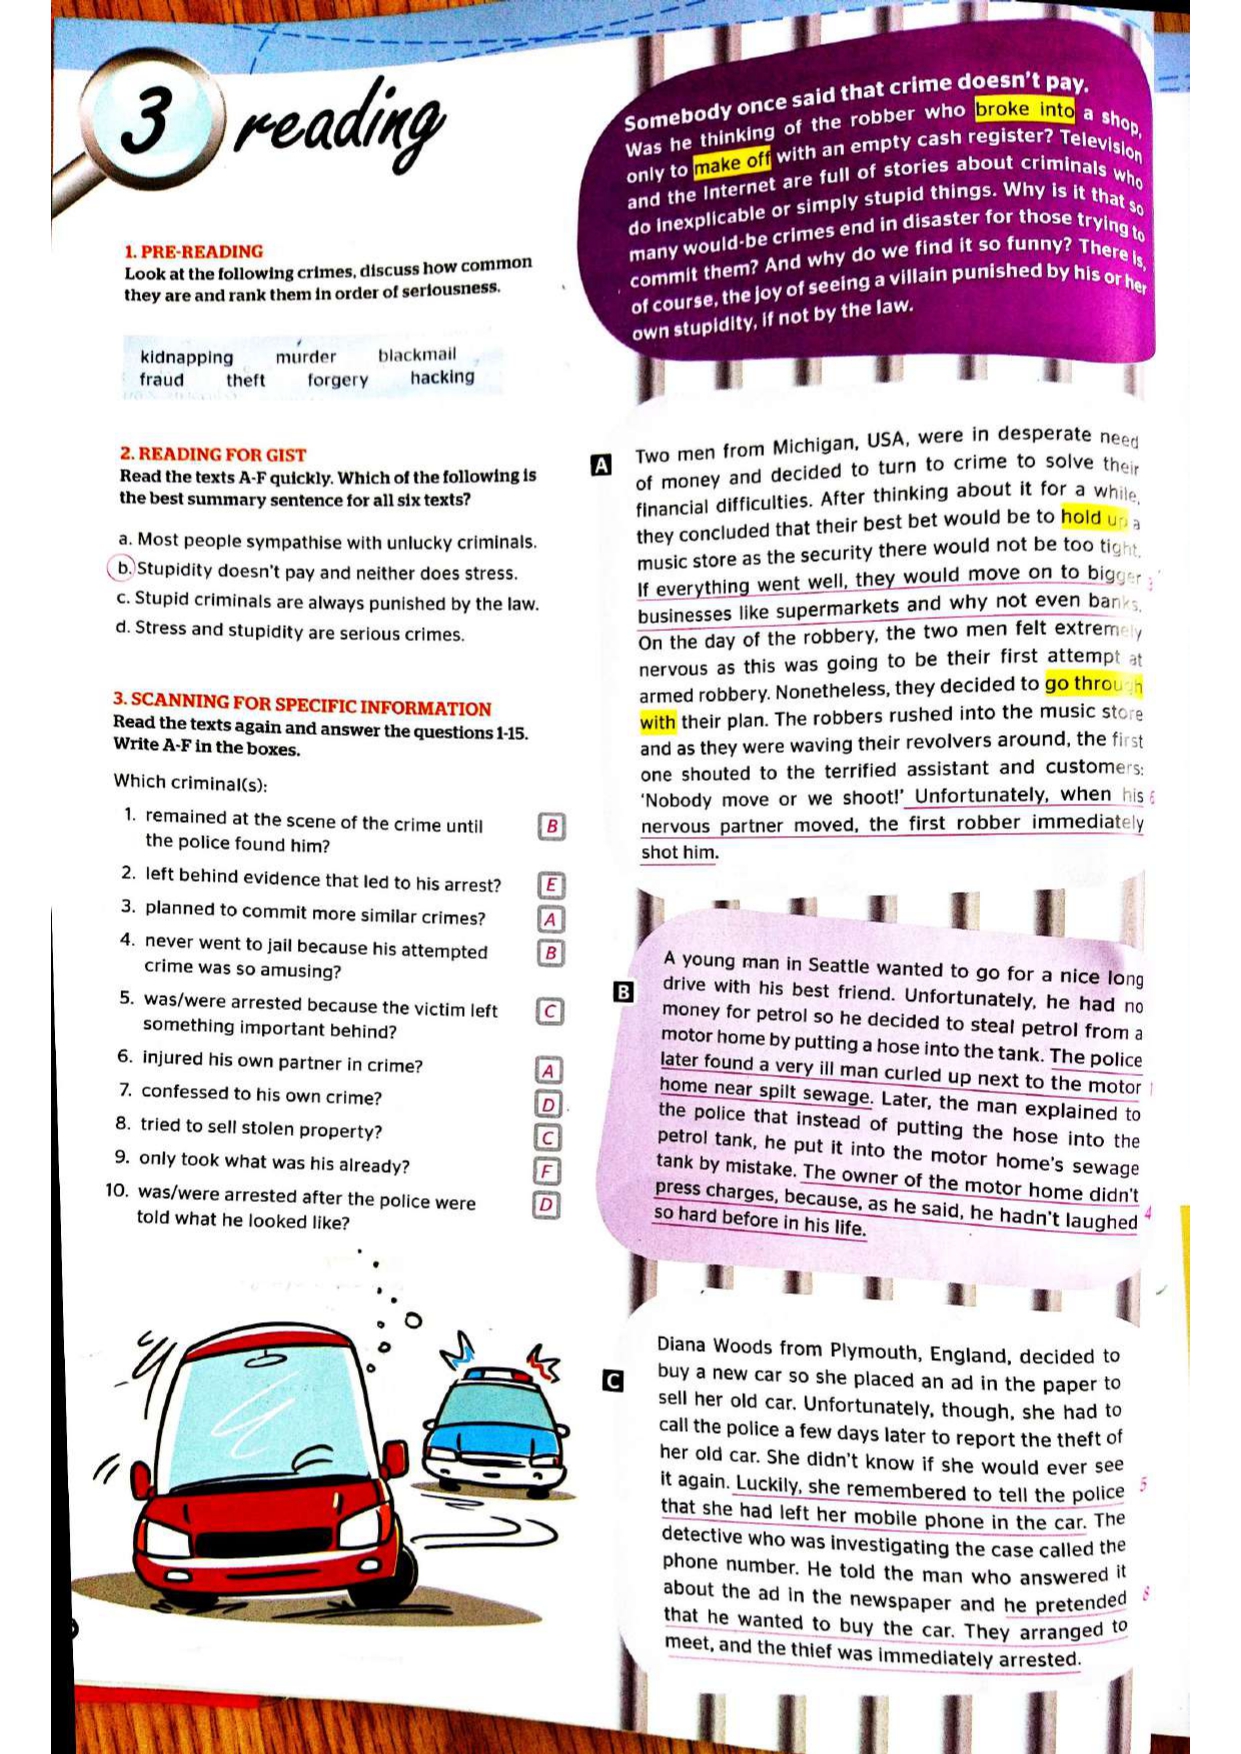 3 reading
Somebody once said that crime doesn't pay.
Was he thinking of the robber who broke into a shop,
only to make off with an empty cash register? Television
and the Internet are full of stories about criminals who
do inexplicable or simply stupid things. Why is it that so
many would-be crimes end in disaster for those trying to
commit them? And why do we find it so funny? There is,
of course, the joy of seeing a villain punished by his or her
own stupidity, if not by the law.
1. PRE-READING
Look at the following crimes, discuss how common
they are and rank them in order of seriousness.
kidnapping murder blackmail
fraud theft forgery hacking
2. READING FOR GIST
Read the texts A-F quickly. Which of the following is
the best summary sentence for all six texts?
a. Most people sympathise with unlucky criminals.
b. Stupidity doesn't pay and neither does stress.
c. Stupid criminals are always punished by the law.
d. Stress and stupidity are serious crimes.
3. SCANNING FOR SPECIFIC INFORMATION
Read the texts again and answer the questions 1-15.
Write A-F in the boxes.
Which criminal(s):
1. remained at the scene of the crime until B
the police found him?
2. left behind evidence that led to his arrest? E
3. planned to commit more similar crimes? A
4. never went to jail because his attempted B
crime was so amusing?
5. was/were arrested because the victim left C
something important behind?
6. injured his own partner in crime? A
7. confessed to his own crime? D
8. tried to sell stolen property? C
9. only took what was his already? F
10. was/were arrested after the police were D
told what he looked like?
A
Two men from Michigan, USA, were in desperate need
of money and decided to turn to crime to solve their
financial difficulties. After thinking about it for a while,
they concluded that their best bet would be to hold up a
music store as the security there would not be too tight.
If everything went well, they would move on to bigger 3
businesses like supermarkets and why not even banks.
On the day of the robbery, the two men felt extremely
nervous as this was going to be their first attempt at
armed robbery. Nonetheless, they decided to go through
with their plan. The robbers rushed into the music store
and as they were waving their revolvers around, the first
one shouted to the terrified assistant and customers:
'Nobody move or we shoot!' Unfortunately, when his 6
nervous partner moved, the first robber immediately
shot him.
B
A young man in Seattle wanted to go for a nice long
drive with his best friend. Unfortunately, he had no
money for petrol so he decided to steal petrol from a
motor home by putting a hose into the tank. The police
later found a very ill man curled up next to the motor 1
home near spilt sewage. Later, the man explained to
the police that instead of putting the hose into the
petrol tank, he put it into the motor home's sewage
tank by mistake. The owner of the motor home didn't
press charges, because, as he said, he hadn't laughed 4
so hard before in his life.
C
Diana Woods from Plymouth, England, decided to
buy a new car so she placed an ad in the paper to
sell her old car. Unfortunately, though, she had to
call the police a few days later to report the theft of
her old car. She didn't know if she would ever see
it again. Luckily, she remembered to tell the police 5
that she had left her mobile phone in the car. The
detective who was investigating the case called the
phone number. He told the man who answered it
about the ad in the newspaper and he pretended 8
that he wanted to buy the car. They arranged to
meet, and the thief was immediately arrested.